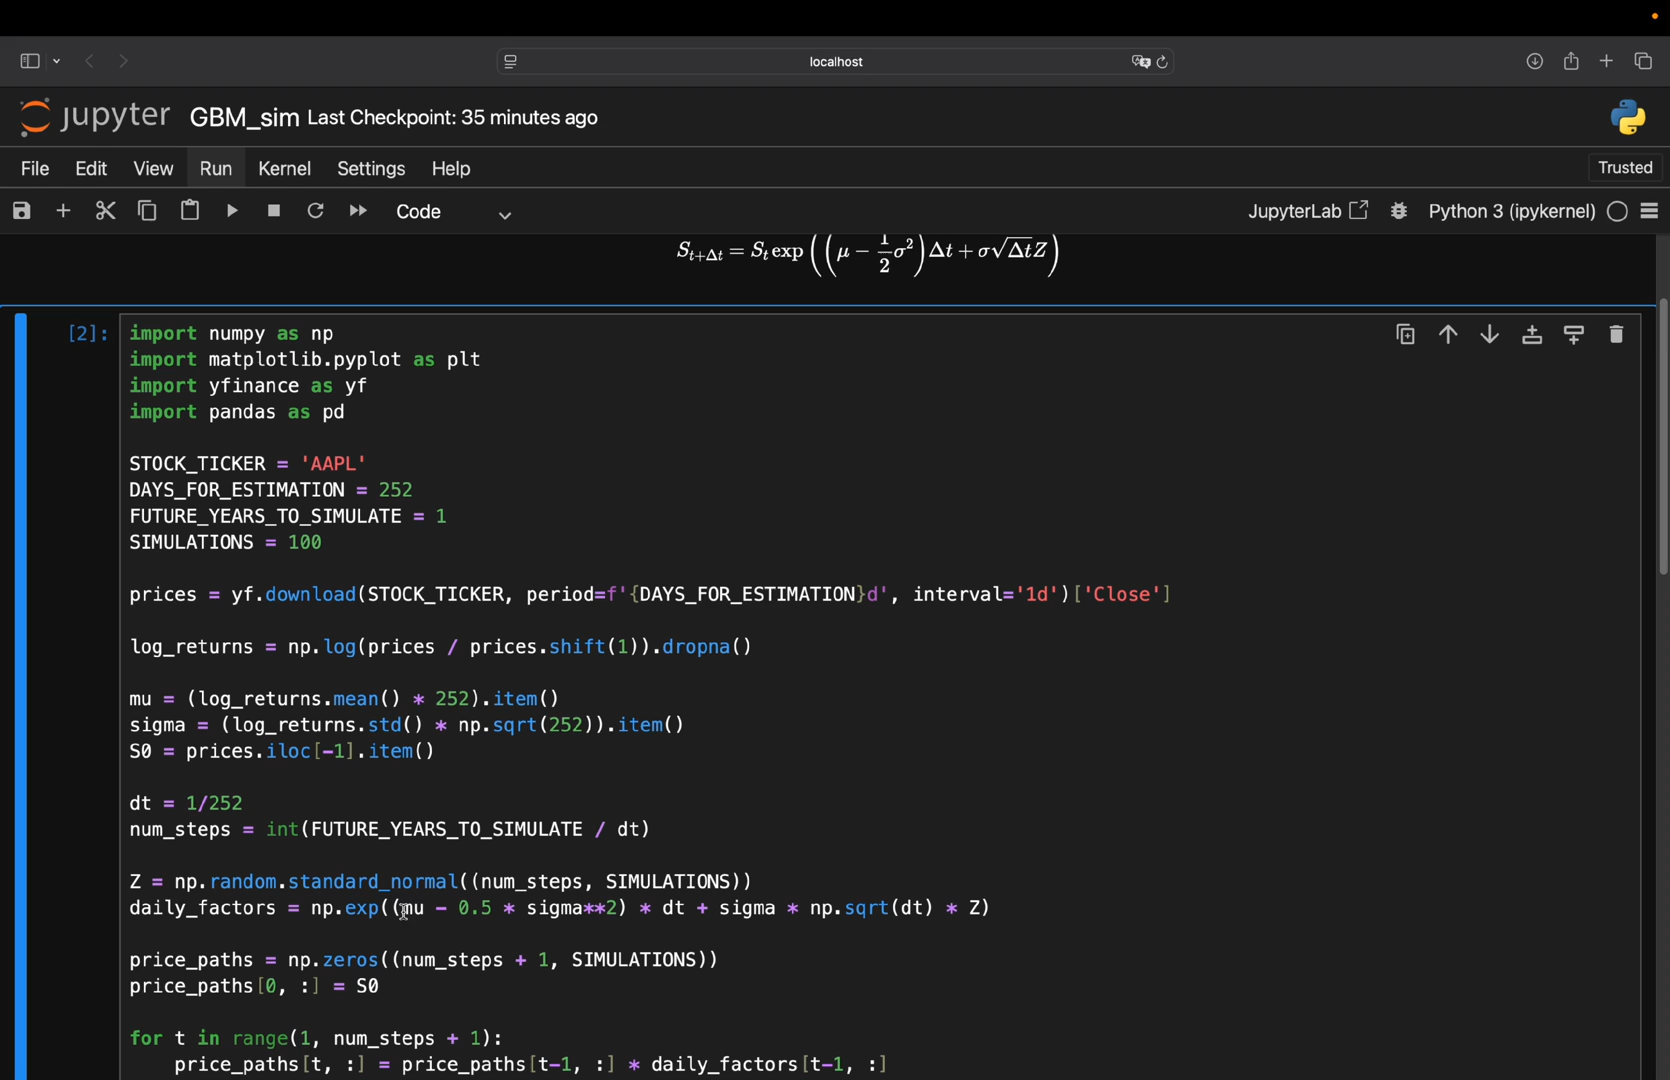 localhost
jupyter GBM_sim Last Checkpoint: 35 minutes ago
File Edit View Run Kernel Settings Help Trusted
Code JupyterLab Python 3 (ipykernel)
S_{t+Δt} = S_t exp((μ − 1/2 σ²)Δt + σ√Δt Z)
[2]:
import numpy as np
import matplotlib.pyplot as plt
import yfinance as yf
import pandas as pd
STOCK_TICKER = 'AAPL'
DAYS_FOR_ESTIMATION = 252
FUTURE_YEARS_TO_SIMULATE = 1
SIMULATIONS = 100
prices = yf.download(STOCK_TICKER, period=f'{DAYS_FOR_ESTIMATION}d', interval='1d')['Close']
log_returns = np.log(prices / prices.shift(1)).dropna()
mu = (log_returns.mean() * 252).item()
sigma = (log_returns.std() * np.sqrt(252)).item()
S0 = prices.iloc[-1].item()
dt = 1/252
num_steps = int(FUTURE_YEARS_TO_SIMULATE / dt)
Z = np.random.standard_normal((num_steps, SIMULATIONS))
daily_factors = np.exp((mu - 0.5 * sigma**2) * dt + sigma * np.sqrt(dt) * Z)
price_paths = np.zeros((num_steps + 1, SIMULATIONS))
price_paths[0, :] = S0
for t in range(1, num_steps + 1):
    price_paths[t, :] = price_paths[t-1, :] * daily_factors[t-1, :]